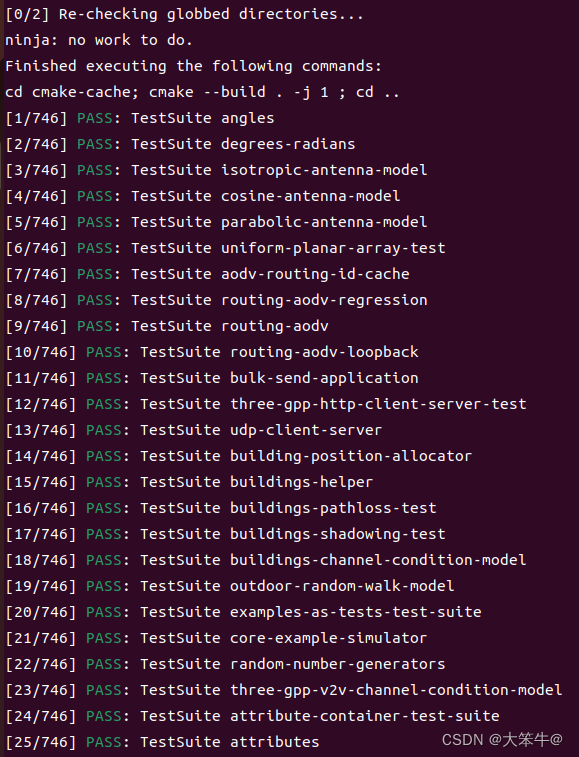 [0/2] Re-checking globbed directories...
ninja: no work to do.
Finished executing the following commands:
cd cmake-cache; cmake --build . -j 1 ; cd ..
[1/746] PASS: TestSuite angles
[2/746] PASS: TestSuite degrees-radians
[3/746] PASS: TestSuite isotropic-antenna-model
[4/746] PASS: TestSuite cosine-antenna-model
[5/746] PASS: TestSuite parabolic-antenna-model
[6/746] PASS: TestSuite uniform-planar-array-test
[7/746] PASS: TestSuite aodv-routing-id-cache
[8/746] PASS: TestSuite routing-aodv-regression
[9/746] PASS: TestSuite routing-aodv
[10/746] PASS: TestSuite routing-aodv-loopback
[11/746] PASS: TestSuite bulk-send-application
[12/746] PASS: TestSuite three-gpp-http-client-server-test
[13/746] PASS: TestSuite udp-client-server
[14/746] PASS: TestSuite building-position-allocator
[15/746] PASS: TestSuite buildings-helper
[16/746] PASS: TestSuite buildings-pathloss-test
[17/746] PASS: TestSuite buildings-shadowing-test
[18/746] PASS: TestSuite buildings-channel-condition-model
[19/746] PASS: TestSuite outdoor-random-walk-model
[20/746] PASS: TestSuite examples-as-tests-test-suite
[21/746] PASS: TestSuite core-example-simulator
[22/746] PASS: TestSuite random-number-generators
[23/746] PASS: TestSuite three-gpp-v2v-channel-condition-model
[24/746] PASS: TestSuite attribute-container-test-suite
[25/746] PASS: TestSuite attributes
CSDN @大笨牛@